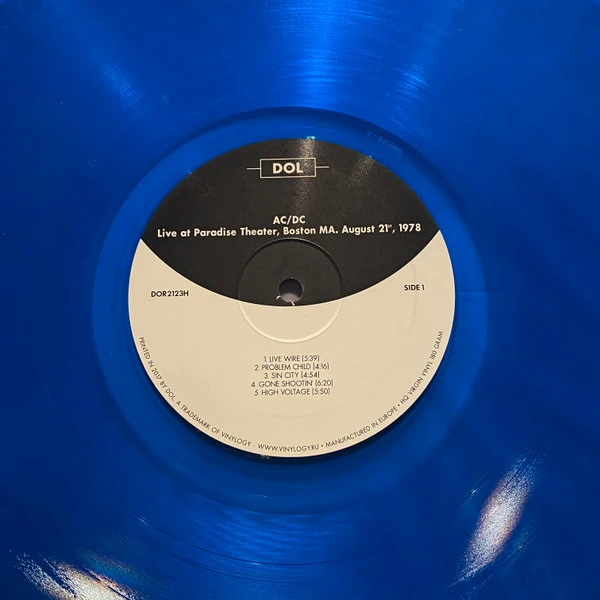 DOL
AC/DC
Live at Paradise Theater, Boston MA. August 21st, 1978
DOR2123H
SIDE 1
1. LIVE WIRE (5:39)
2. PROBLEM CHILD (4:16)
3. SIN CITY (4:54)
4. GONE SHOOTIN' (6:20)
5. HIGH VOLTAGE (5:50)
PRINTED IN 2017 BY DOL, A TRADEMARK OF VINYLOGY - WWW.VINYLOGY.RU • MANUFACTURED IN EUROPE • HQ VIRGIN VINYL 180 GRAM